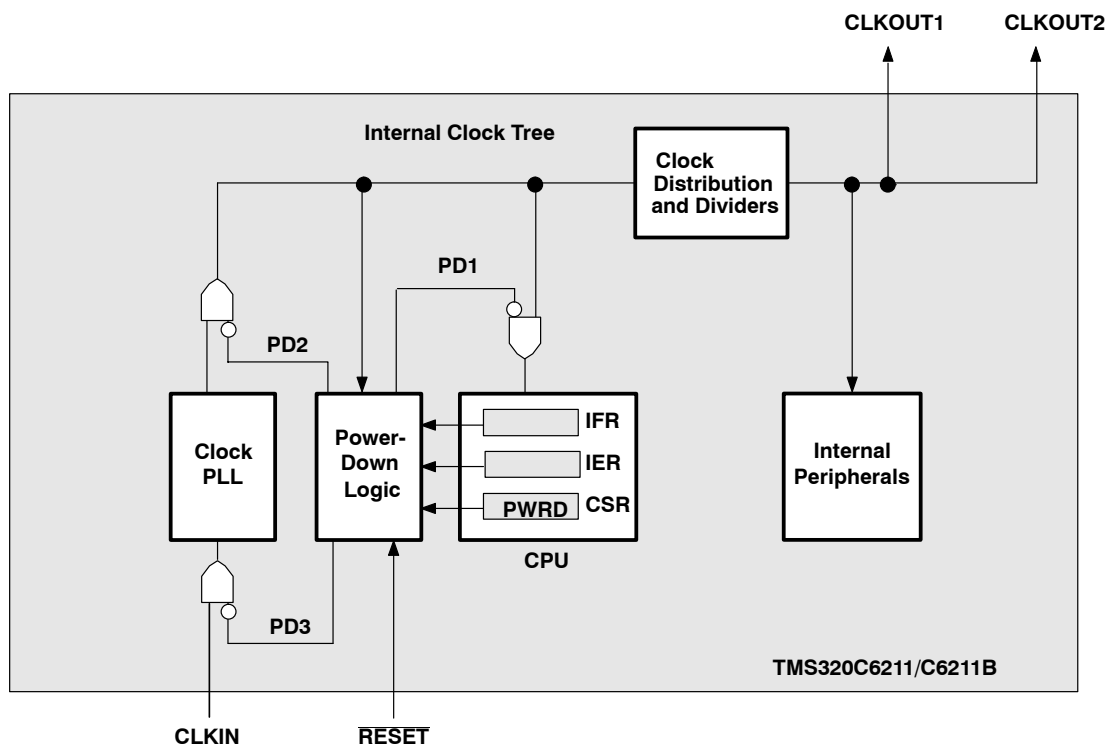 CLKOUT1
CLKOUT2
Internal Clock Tree
Clock
Distribution
and Dividers
PD1
PD2
Clock
PLL
Power-
Down
Logic
IFR
IER
PWRD
CSR
CPU
Internal
Peripherals
PD3
TMS320C6211/C6211B
CLKIN
RESET